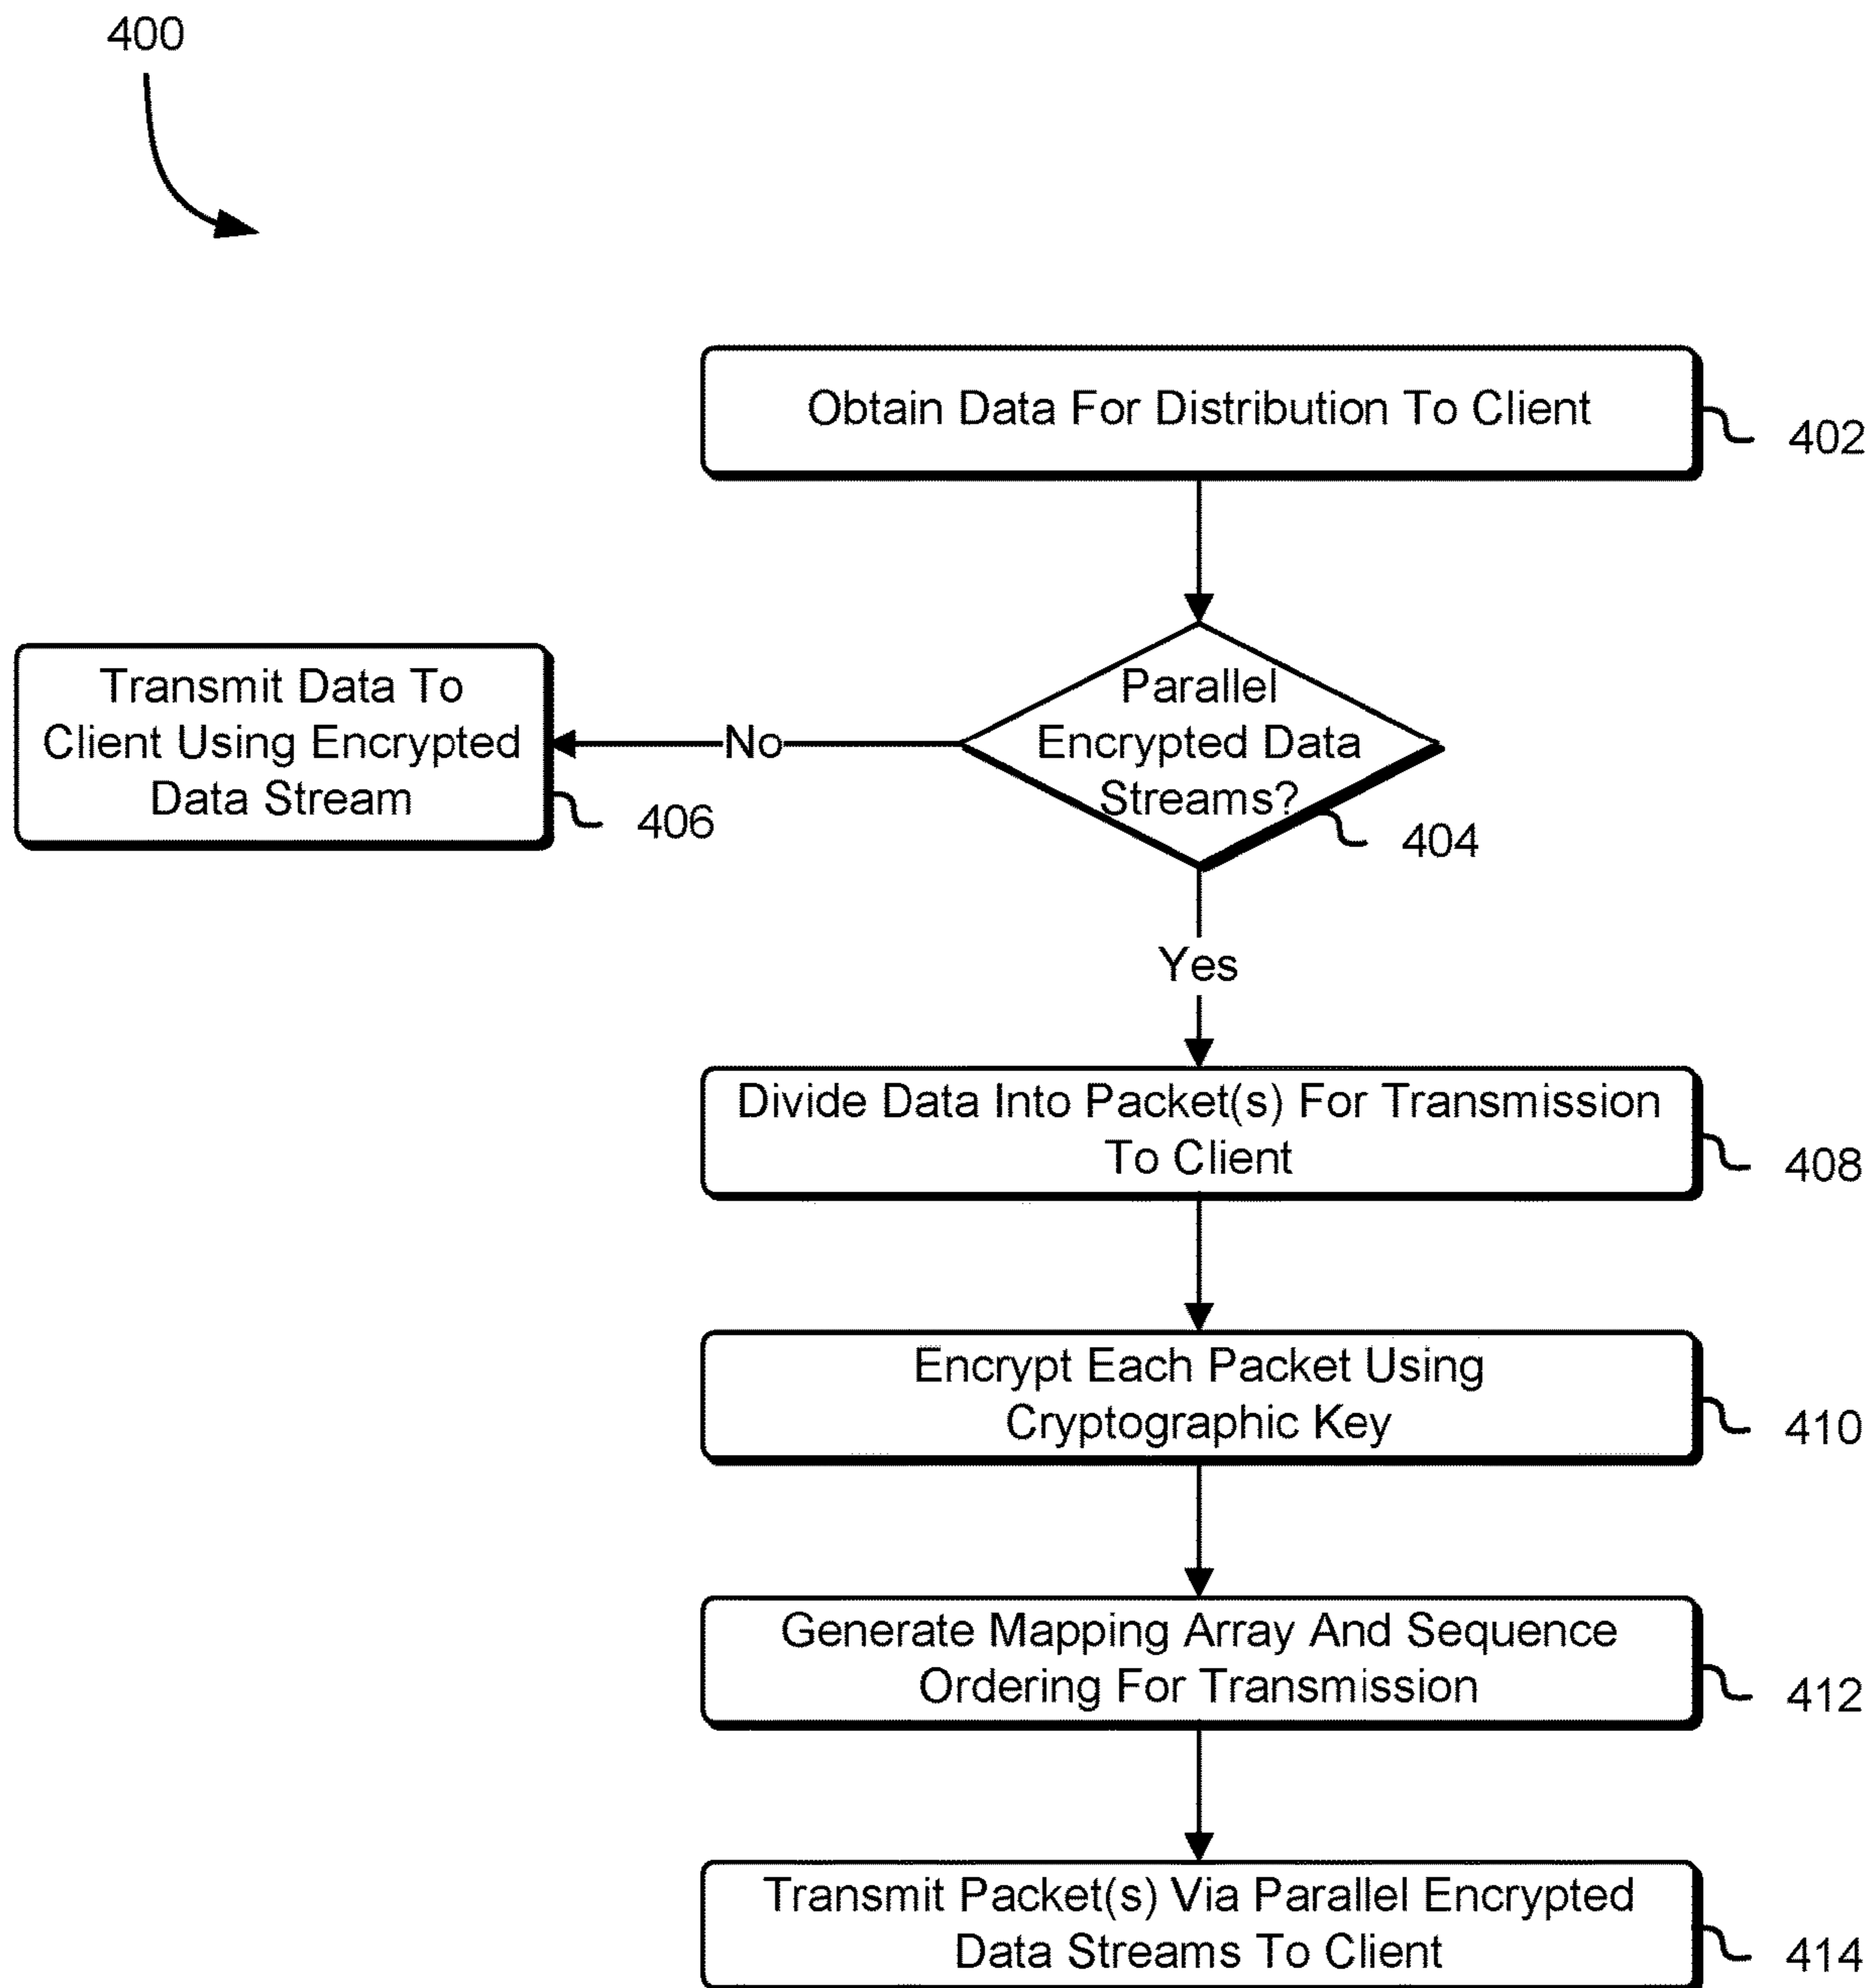 400
Obtain Data For Distribution To Client
402
Parallel
Encrypted Data
Streams?
404
No
Transmit Data To
Client Using Encrypted
Data Stream
406
Yes
Divide Data Into Packet(s) For Transmission
To Client
408
Encrypt Each Packet Using
Cryptographic Key
410
Generate Mapping Array And Sequence
Ordering For Transmission
412
Transmit Packet(s) Via Parallel Encrypted
Data Streams To Client
414